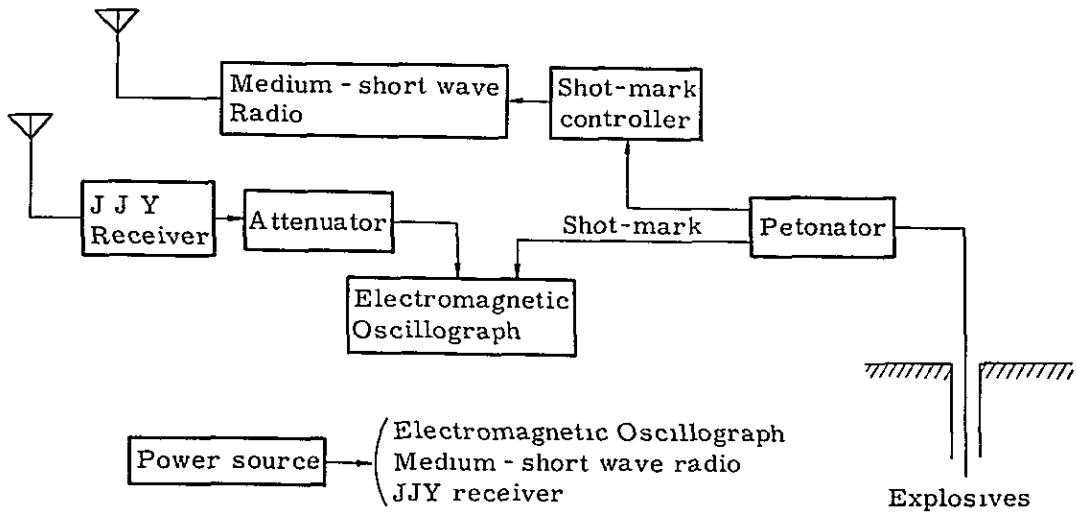 Medium - short wave
Radio
Shot-mark
controller
J J Y
Receiver
Attenuator
Shot-mark
Petonator
Electromagnetic
Oscillograph
Power source
Electromagnetic Oscillograph
Medium - short wave radio
JJY receiver
Explosives